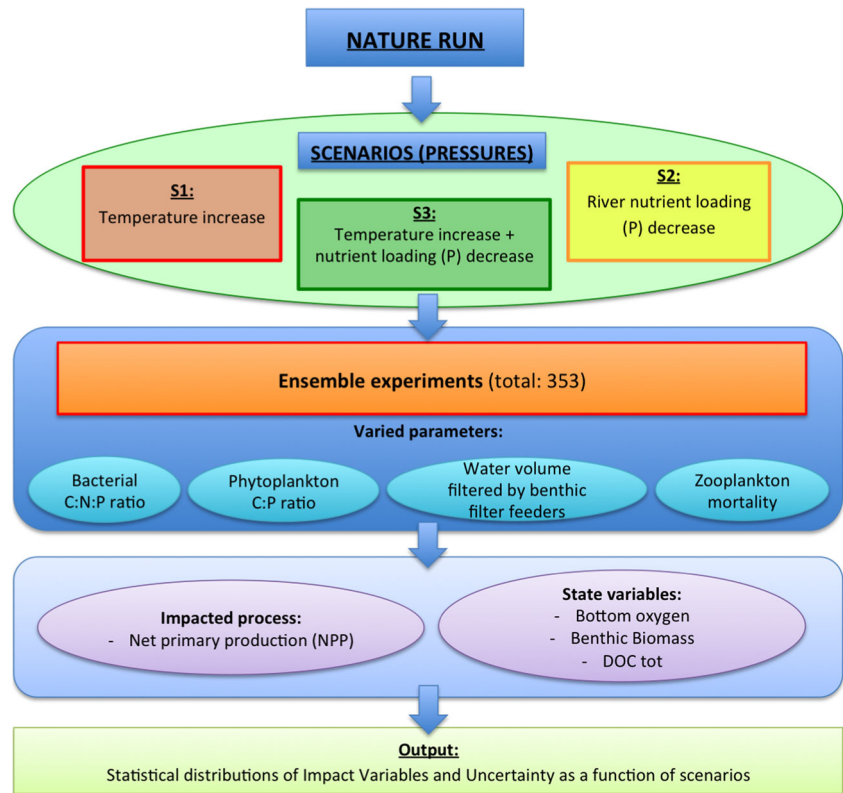 NATURE RUN
SCENARIOS (PRESSURES)
S1:
Temperature increase
S3:
Temperature increase +
nutrient loading (P) decrease
S2:
River nutrient loading
(P) decrease
Ensemble experiments (total: 353)
Varied parameters:
Bacterial
C:N:P ratio
Phytoplankton
C:P ratio
Water volume
filtered by benthic
filter feeders
Zooplankton
mortality
Impacted process:
- Net primary production (NPP)
State variables:
- Bottom oxygen
- Benthic Biomass
- DOC tot
Output:
Statistical distributions of Impact Variables and Uncertainty as a function of scenarios